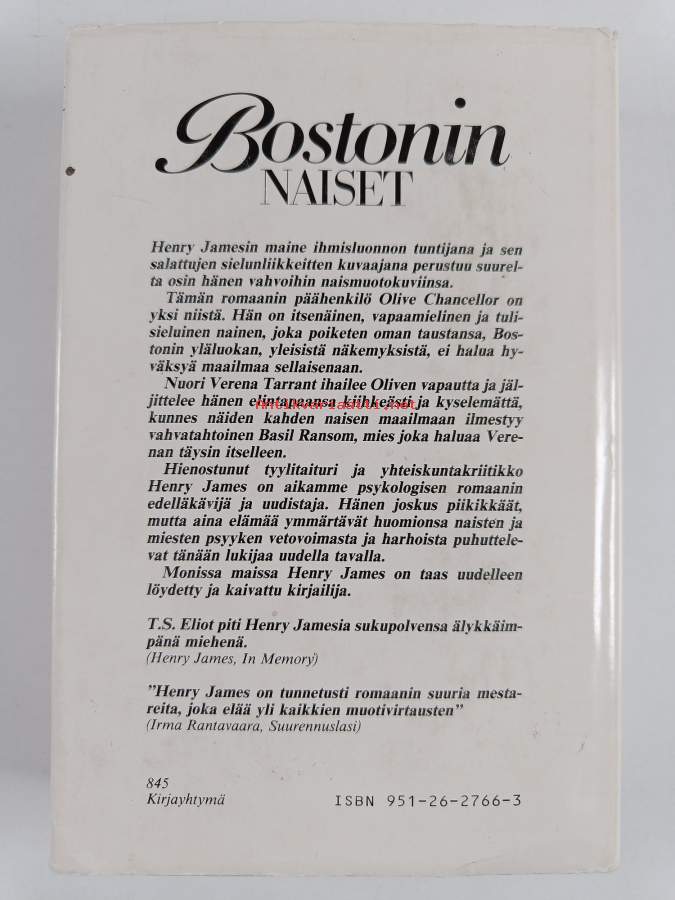 Bostonin
NAISET
Henry Jamesin maine ihmisluonnon tuntijana ja sen
salattujen sielunliikkeitten kuvaajana perustuu suurel-
ta osin hänen vahvoihin naismuotokuviinsa.
Tämän romaanin päähenkilö Olive Chancellor on
yksi niistä. Hän on itsenäinen, vapaamielinen ja tuli-
sieluinen nainen, joka poiketen oman taustansa, Bos-
tonin yläluokan, yleisistä näkemyksistä, ei halua hy-
väksyä maailmaa sellaisenaan.
Nuori Verena Tarrant ihailee Oliven vapautta ja jäl-
jittelee hänen elintapaansa kiihkeästi ja kyselemättä,
antikvariaatti.net
kunnes näiden kahden naisen maailmaan ilmestyy
vahvatahtoinen Basil Ransom, mies joka haluaa Vere-
nan täysin itselleen.
Hienostunut tyylitaituri ja yhteiskuntakriitikko
Henry James on aikamme psykologisen romaanin
edelläkävijä ja uudistaja. Hänen joskus piikikkäät,
mutta aina elämää ymmärtävät huomionsa naisten ja
miesten psyyken vetovoimasta ja harhoista puhuttele-
vat tänään lukijaa uudella tavalla.
Monissa maissa Henry James on taas uudelleen
löydetty ja kaivattu kirjailija.
T.S. Eliot piti Henry Jamesia sukupolvensa älykkäim-
pänä miehenä.
(Henry James, In Memory)
"Henry James on tunnetusti romaanin suuria mesta-
reita, joka elää yli kaikkien muotivirtausten"
(Irma Rantavaara, Suurennuslasi)
845
Kirjayhtymä
ISBN 951-26-2766-3